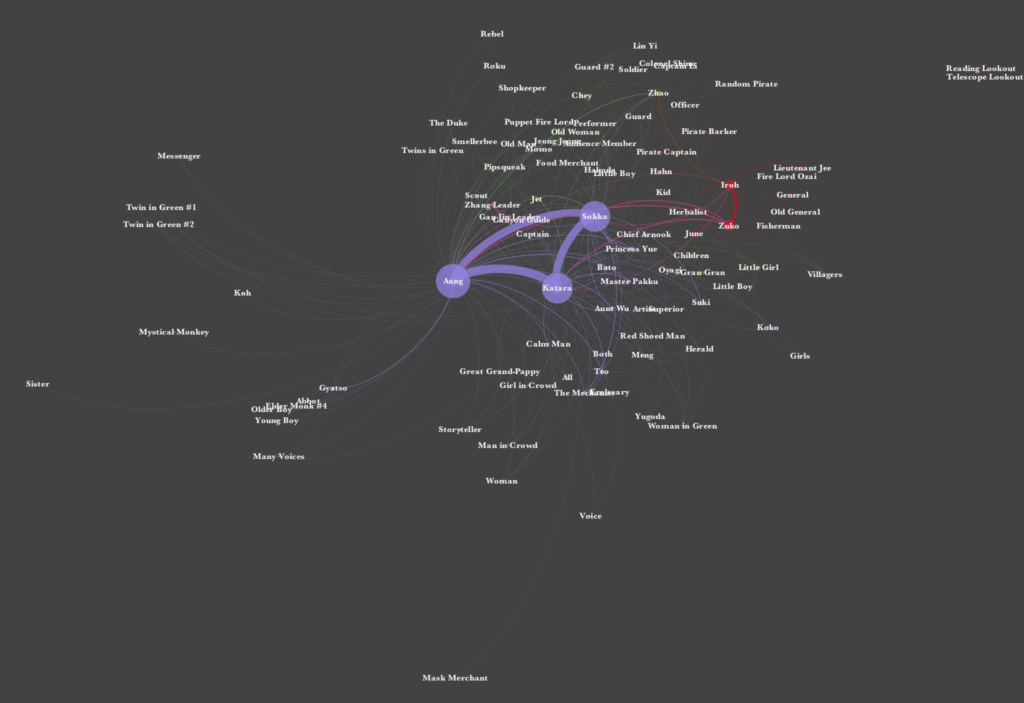 Rebel
Lin Yi
Roku
Guard #2
Soldier
Reading Lookout
Telescope Lookout
Shopkeeper
Random Pirate
Chey
Zhao
Officer
Guard
The Duke
Puppet Fire Lord
Performer
Old Woman
Pirate Barker
Smellerbee
Old Man
Jeong Jeong
Audience Member
Twins in Green
Momo
Pirate Captain
Messenger
Food Merchant
Pipsqueak
Hakoda
Little Boy
Hahn
Lieutenant Jee
Fire Lord Ozai
Iroh
Scout
Jet
Kid
General
Zhang Leader
Twin in Green #1
Gan Jin Leader
Canyon Guide
Sokka
Herbalist
Old General
Twin in Green #2
Zuko
Fisherman
Captain
Chief Arnook
June
Princess Yue
Children
Bato
Oyaji
Gran Gran
Little Girl
Villagers
Aang
Katara
Master Pakku
Little Boy
Koh
Suki
Aunt Wu
Superior
Koko
Mystical Monkey
Red Shoed Man
Calm Man
Herald
Both
Meng
Girls
Great Grand-Pappy
Teo
All
Sister
Gyatso
Girl in Crowd
The Mechanist
Abbot
Elder Monk #4
Older Boy
Young Boy
Yugoda
Woman in Green
Storyteller
Man in Crowd
Many Voices
Woman
Voice
Mask Merchant